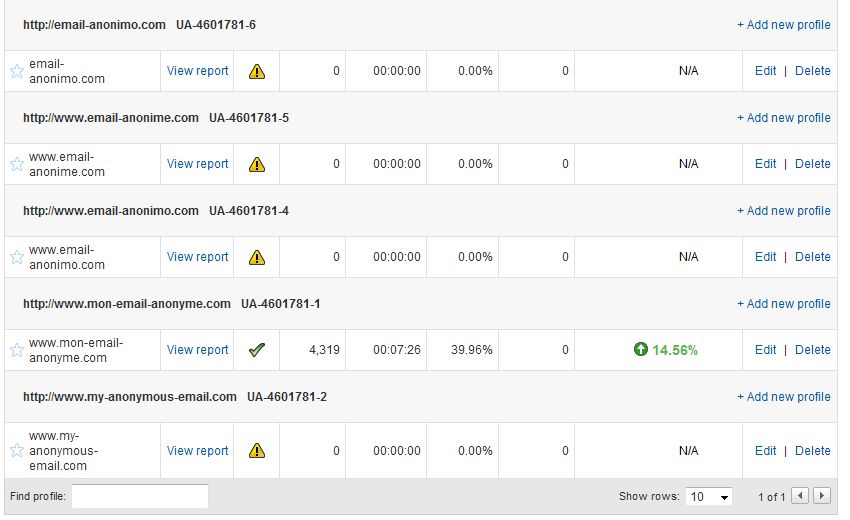 http://email-anonimo.com UA-4601781-6 + Add new profile
email-
anonimo.com View report 0 00:00:00 0.00% 0 N/A Edit | Delete
http://www.email-anonime.com UA-4601781-5 + Add new profile
www.email-
anonime.com View report 0 00:00:00 0.00% 0 N/A Edit | Delete
http://www.email-anonimo.com UA-4601781-4 + Add new profile
www.email-
anonimo.com View report 0 00:00:00 0.00% 0 N/A Edit | Delete
http://www.mon-email-anonyme.com UA-4601781-1 + Add new profile
www.mon-email-
anonyme.com View report 4,319 00:07:26 39.96% 0 14.56% Edit | Delete
http://www.my-anonymous-email.com UA-4601781-2 + Add new profile
www.my-
anonymous- View report 0 00:00:00 0.00% 0 N/A Edit | Delete
email.com
Find profile: Show rows: 10 1 of 1